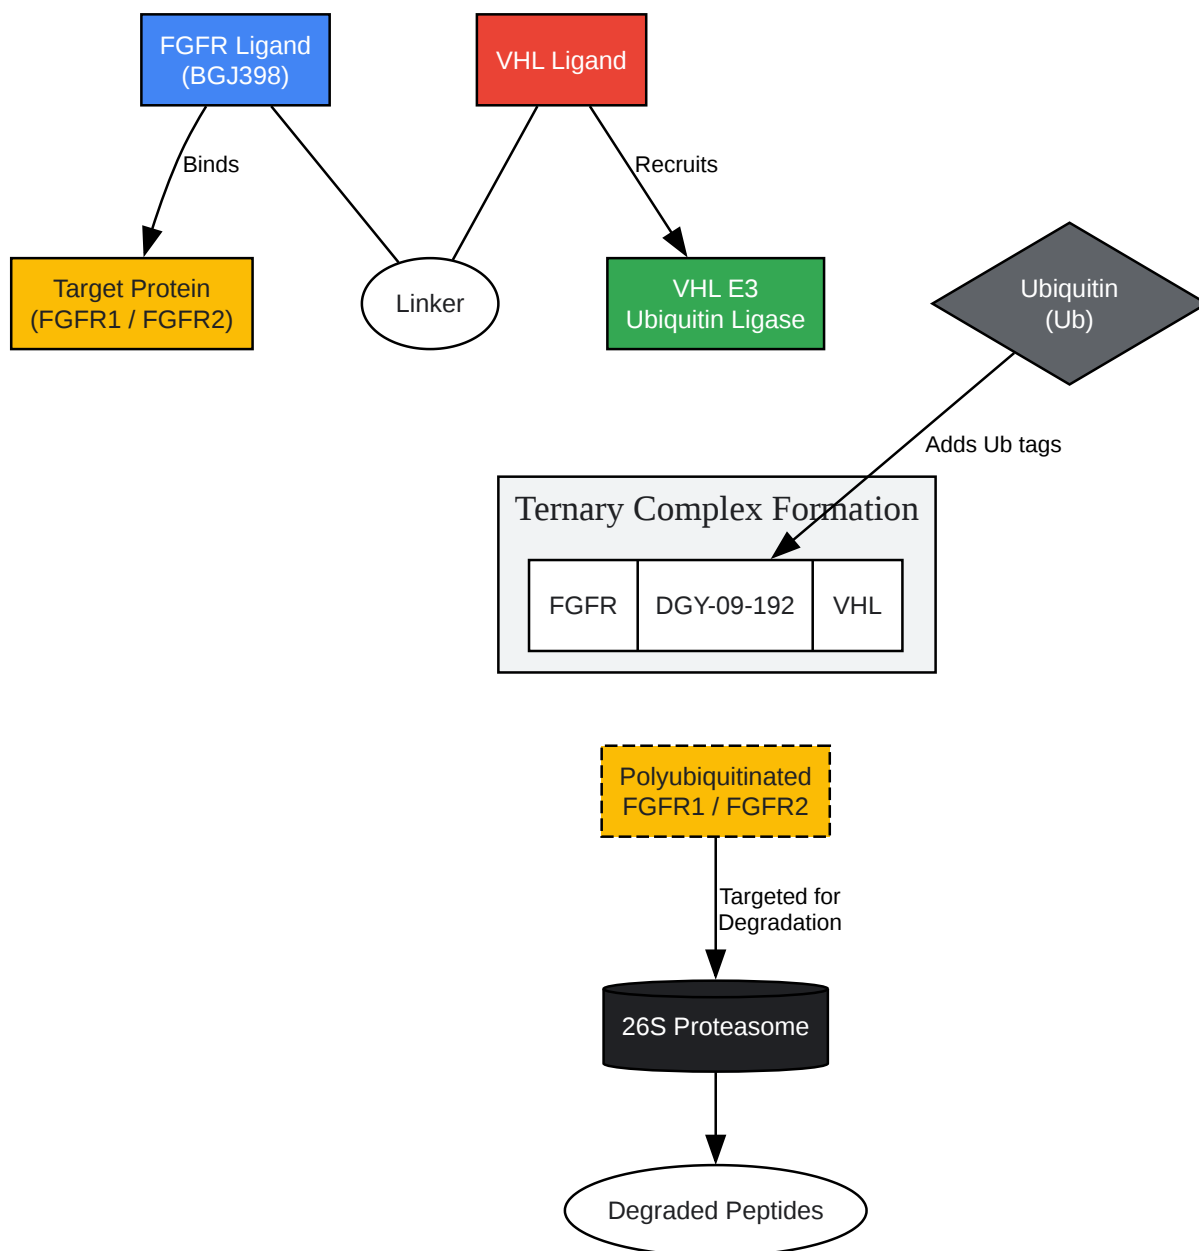 FGFR Ligand
(BGJ398)
VHL Ligand
Binds
Recruits
Target Protein
(FGFR1 / FGFR2)
Linker
VHL E3
Ubiquitin Ligase
Ubiquitin
(Ub)
Adds Ub tags
Ternary Complex Formation
FGFR
DGY-09-192
VHL
Polyubiquitinated
FGFR1 / FGFR2
Targeted for
Degradation
26S Proteasome
Degraded Peptides